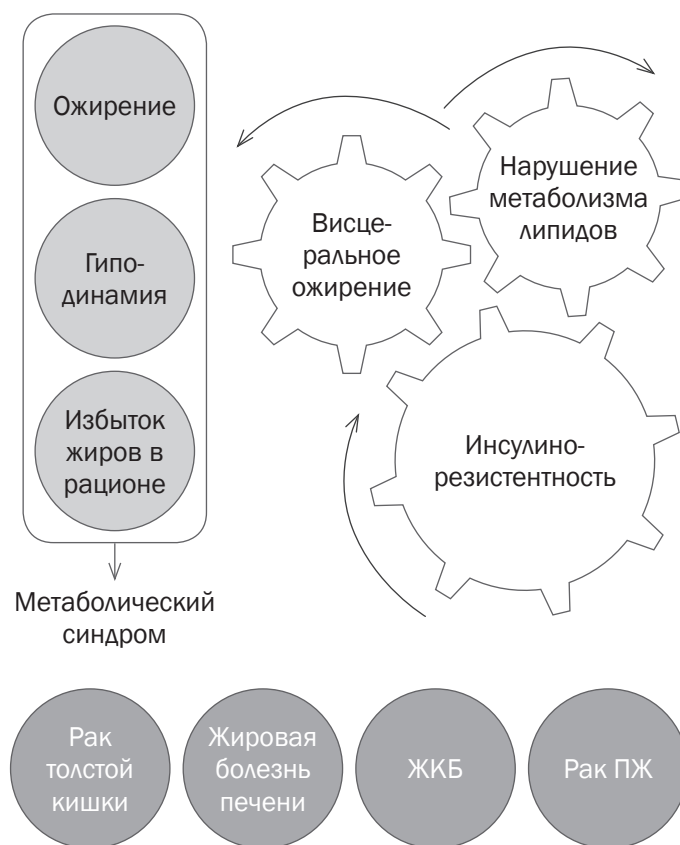 Ожирение
Гипо-
динамия
Избыток
жиров в
рационе
Метаболический
синдром
Висце-
ральное
ожирение
Нарушение
метаболизма
липидов
Инсулино-
резистентность
Рак
толстой
кишки
Жировая
болезнь
печени
ЖКБ
Рак ПЖ